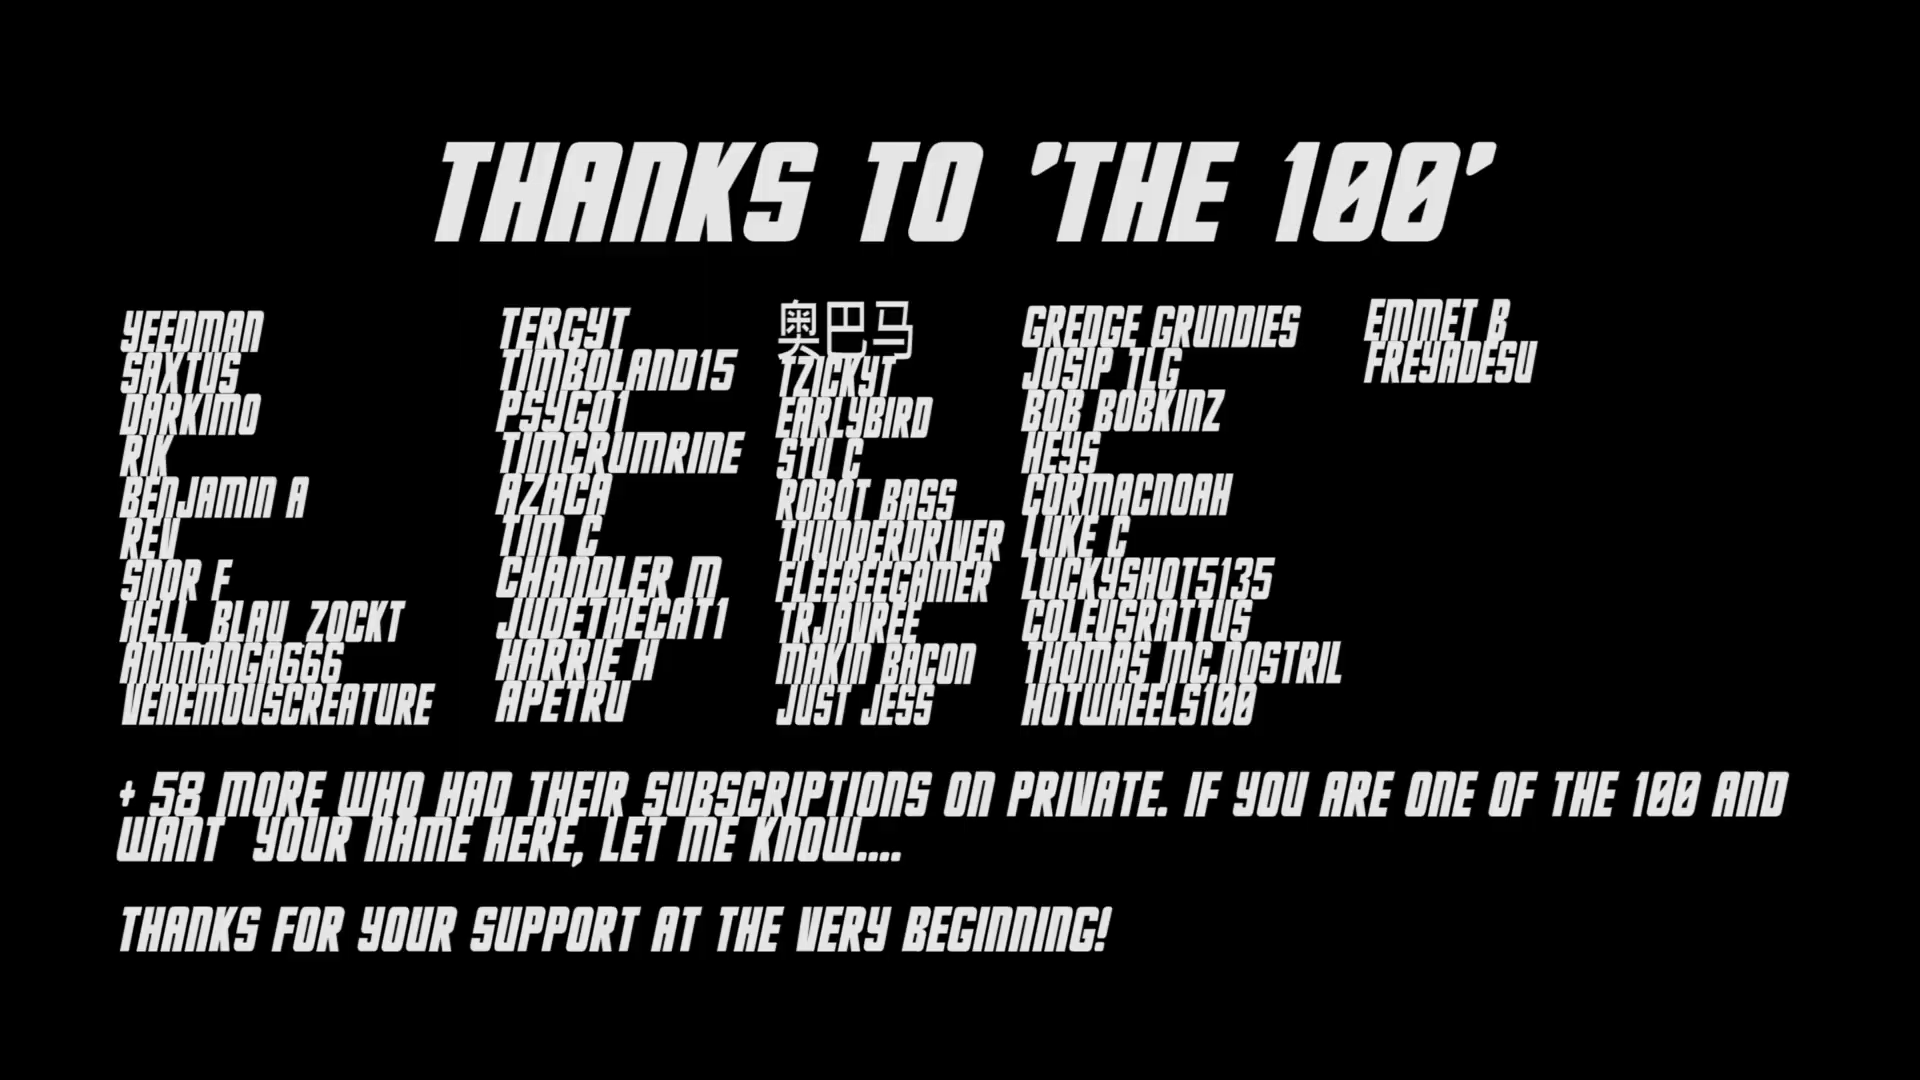 THANKS TO 'THE 100'
YEEDMAN
SAXTUS
DARKIMO
RIK
BENJAMIN A
REV
SNOR F
HELL_BLAU_ZOCKT
ANIMANGA666
VENEMOUSCREATURE
TERGYT
TIMBOLAND15
PSYGO1
TIMCRUMRINE
AZACA
TIM C
CHANDLER M
JUDETHECAT1
HARRIE H
APETRU
奥巴马
TZICKYT
EARLYBIRD
STU C
ROBOT BASS
THUNDERDRIVER
FLEEBEEGAMER
TRJAVREE
MAKIN BACON
JUST JESS
GREDGE GRUNDIES
JOSIP TLG
BOB BOBKINZ
HEYS
CORMACNOAH
LUKE C
LUCKYSHOT5135
COLEUSRATTUS
THOMAS MC.NOSTRIL
HOTWHEELS100
EMMET B
FREYADESU
+ 58 MORE WHO HAD THEIR SUBSCRIPTIONS ON PRIVATE. IF YOU ARE ONE OF THE 100 AND
WANT  YOUR NAME HERE, LET ME KNOW....
THANKS FOR YOUR SUPPORT AT THE VERY BEGINNING!